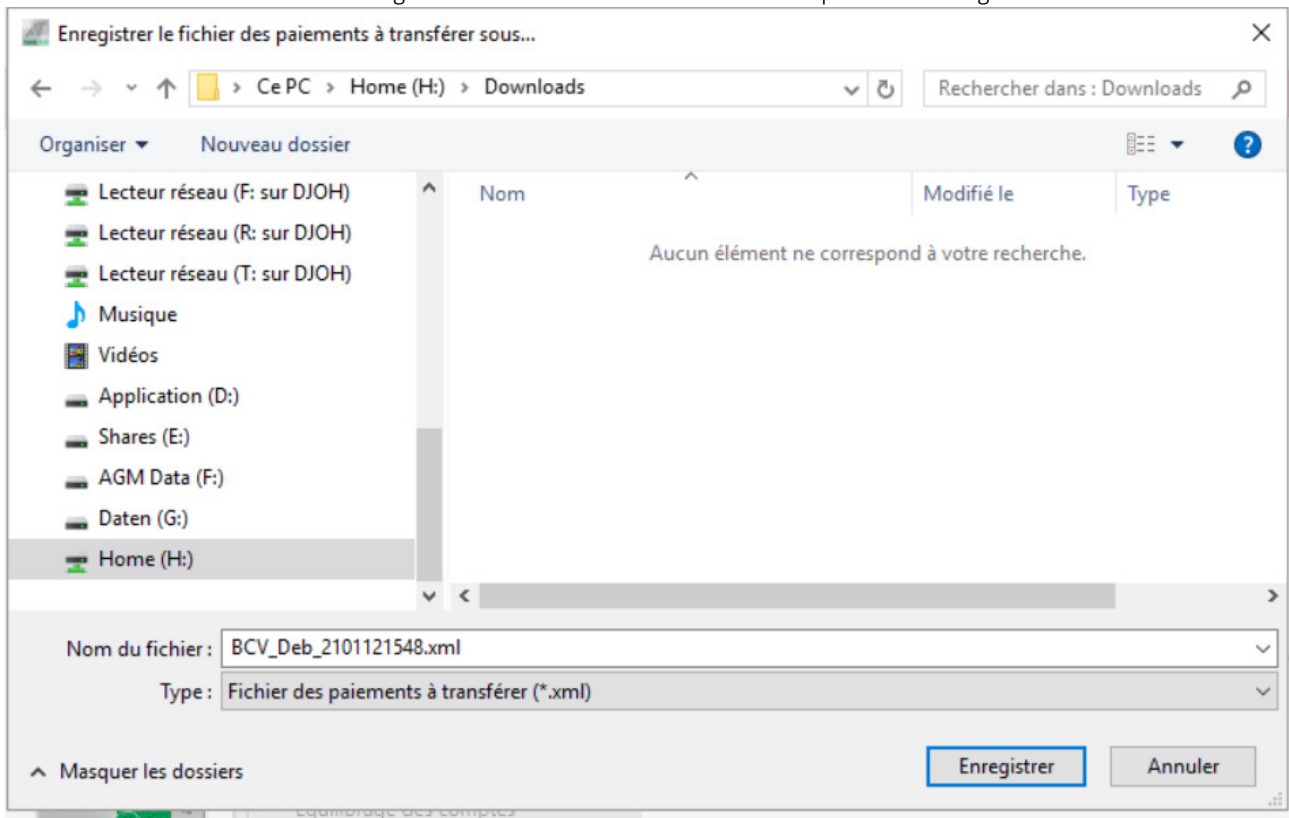 Enregistrer le fichier des paiements à transférer sous...
Ce PC > Home (H:) > Downloads
Rechercher dans : Downloads
Organiser
Nouveau dossier
Lecteur réseau (F: sur DJOH)
Lecteur réseau (R: sur DJOH)
Lecteur réseau (T: sur DJOH)
Musique
Vidéos
Application (D:)
Shares (E:)
AGM Data (F:)
Daten (G:)
Home (H:)
Nom
Modifié le
Type
Aucun élément ne correspond à votre recherche.
Nom du fichier : BCV_Deb_2101121548.xml
Type : Fichier des paiements à transférer (*.xml)
Masquer les dossiers
Enregistrer
Annuler
Equilibrage des comptes